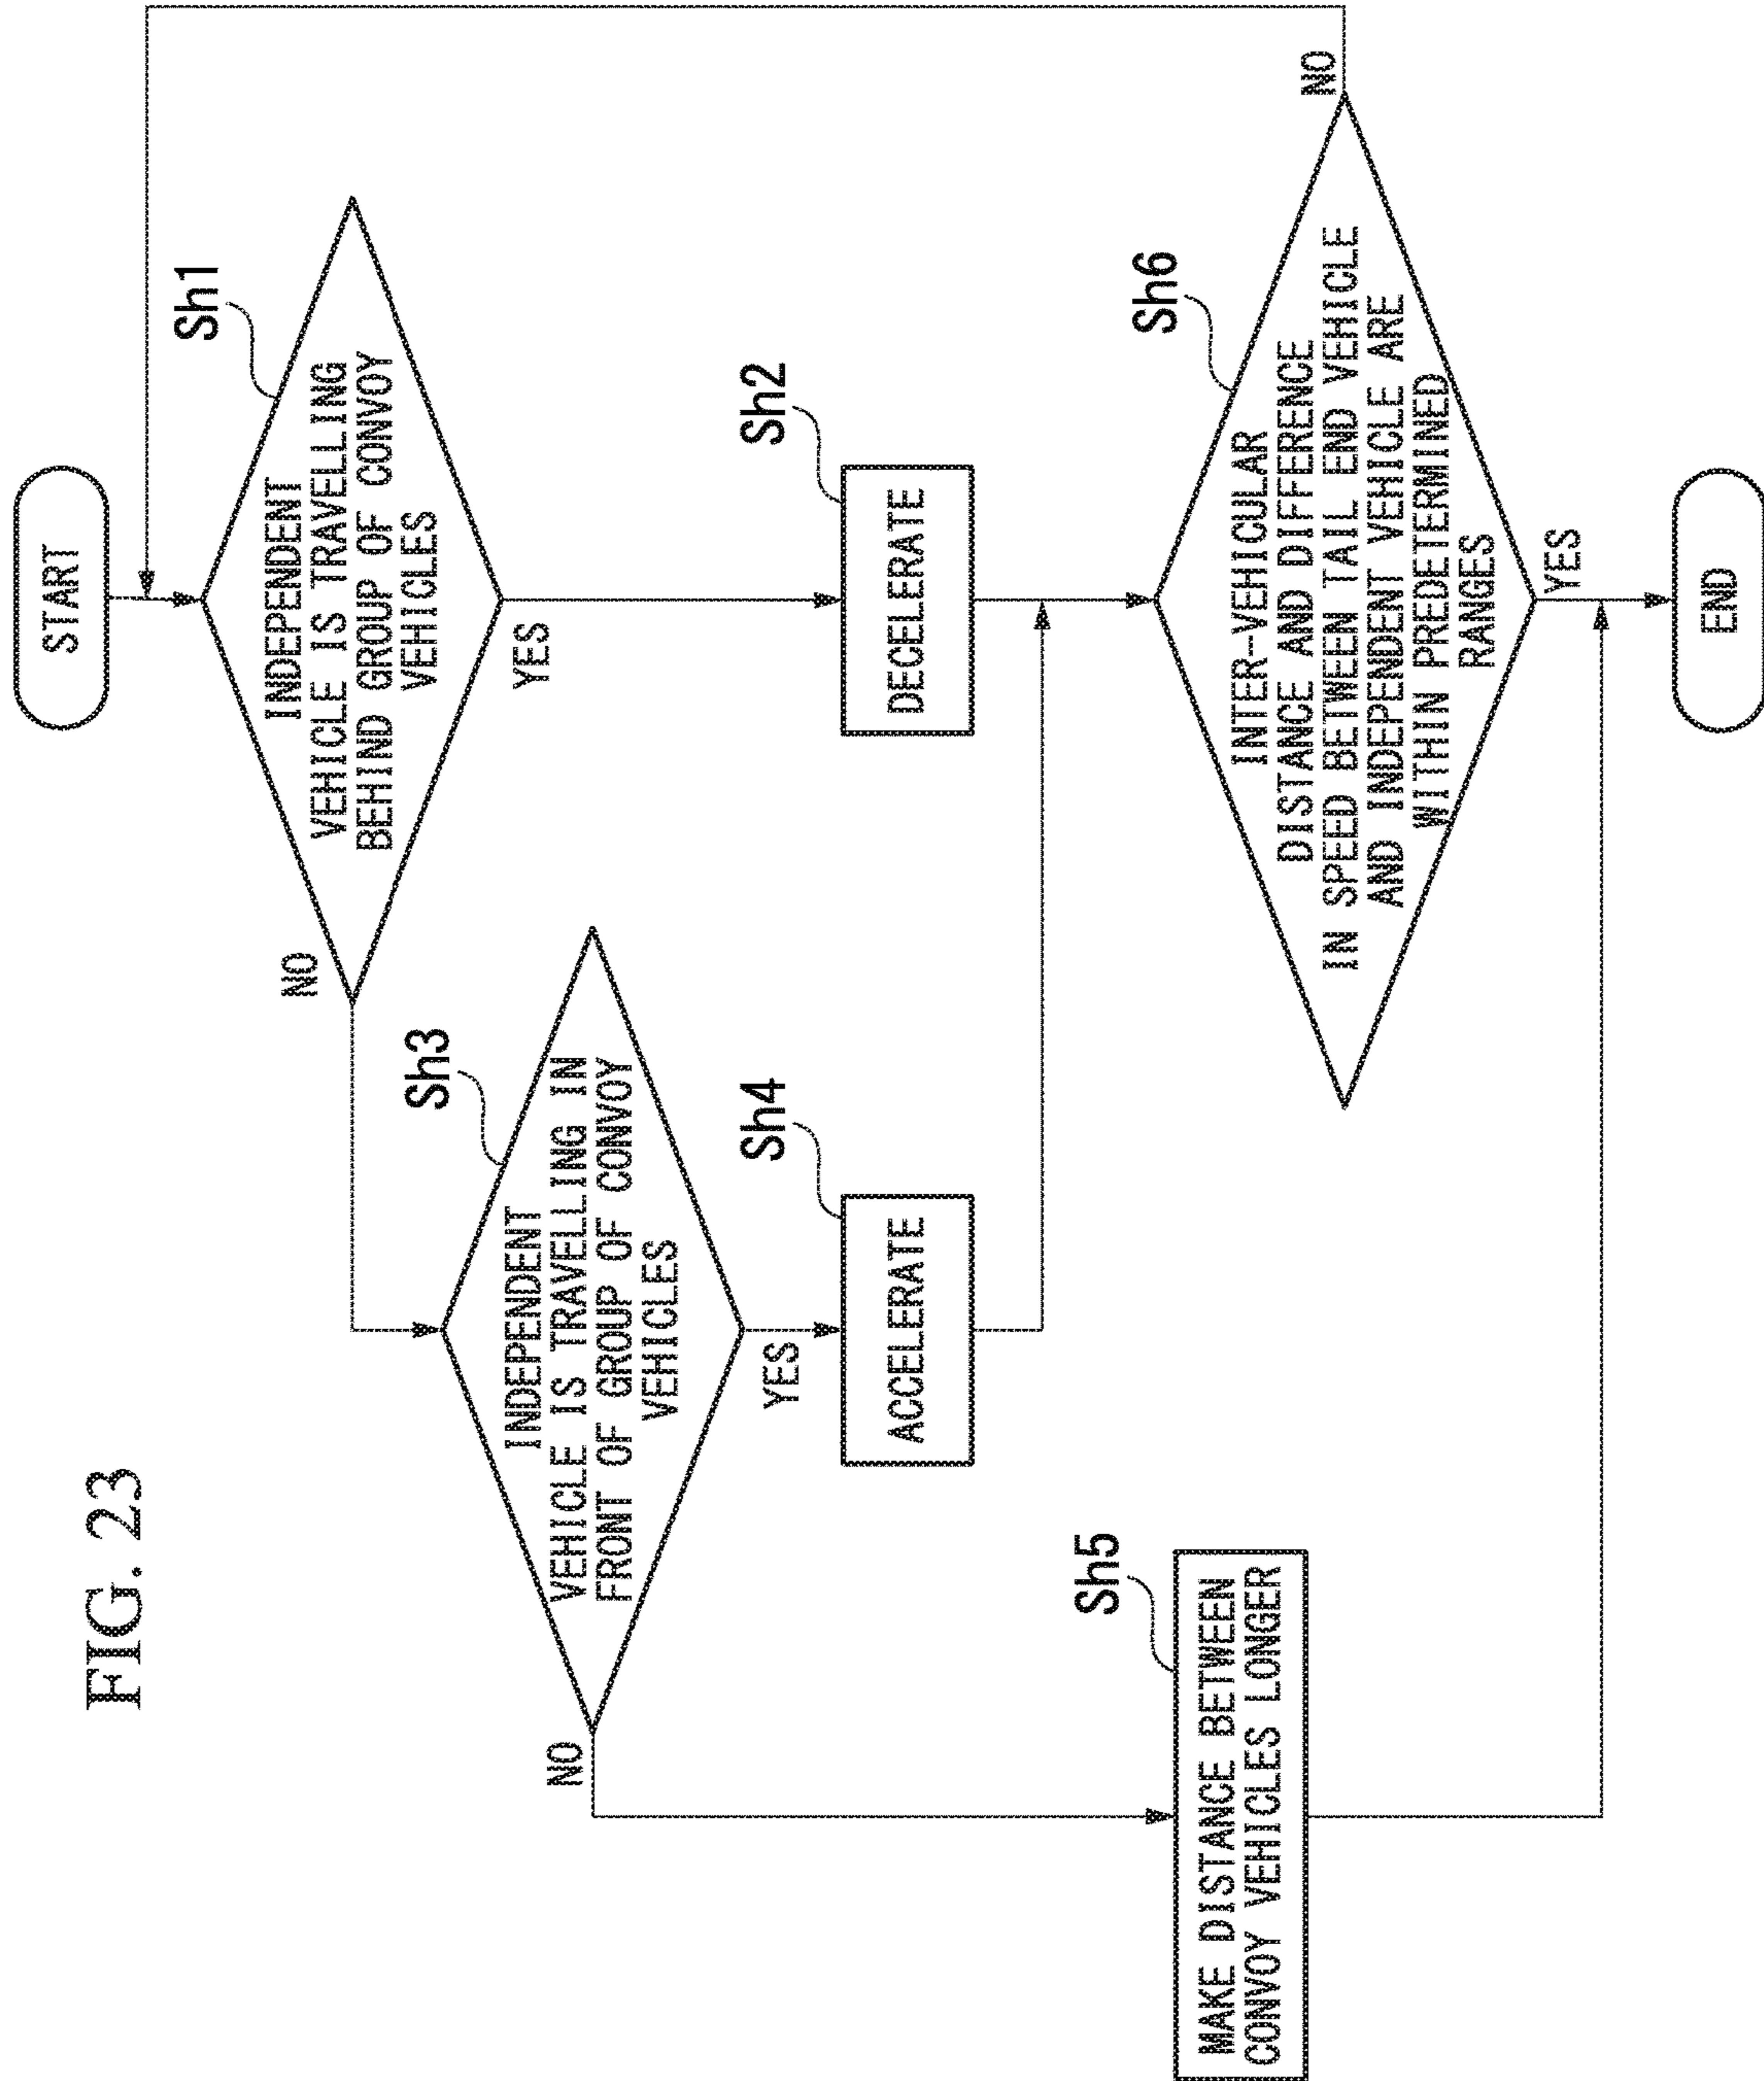 FIG. 23
START
Sh1
INDEPENDENT
VEHICLE IS TRAVELLING
BEHIND GROUP OF CONVOY
VEHICLES
NO
YES
Sh2
DECELERATE
Sh3
INDEPENDENT
VEHICLE IS TRAVELLING IN
FRONT OF GROUP OF CONVOY
VEHICLES
NO
YES
Sh4
ACCELERATE
Sh5
MAKE DISTANCE BETWEEN
CONVOY VEHICLES LONGER
Sh6
INTER-VEHICULAR
DISTANCE AND DIFFERENCE
IN SPEED BETWEEN TAIL END VEHICLE
AND INDEPENDENT VEHICLE ARE
WITHIN PREDETERMINED
RANGES
NO
YES
END